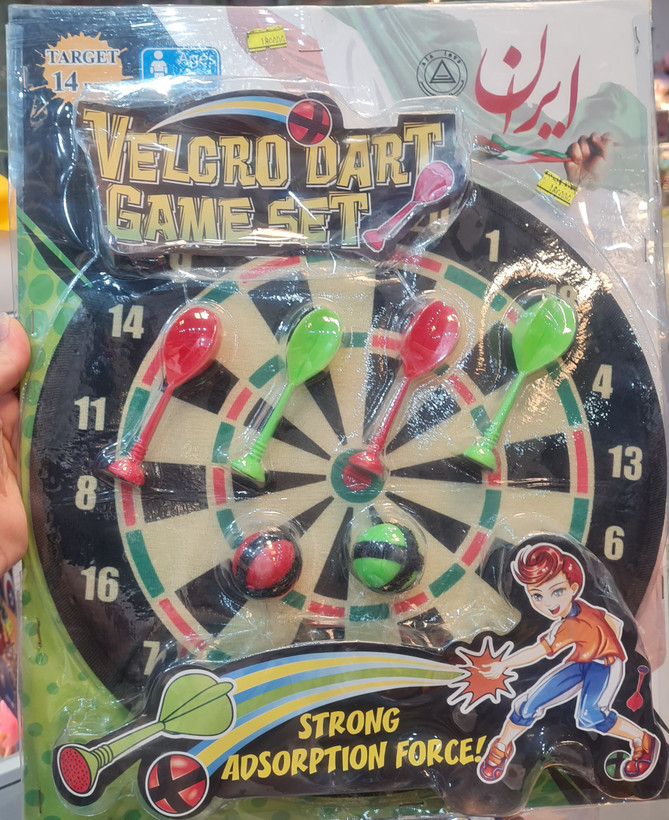 TARGET
14
Ages
ایران
VELCRO DART
GAME SET
1
14
4
11
13
8
6
16
7
STRONG
ADSORPTION FORCE!